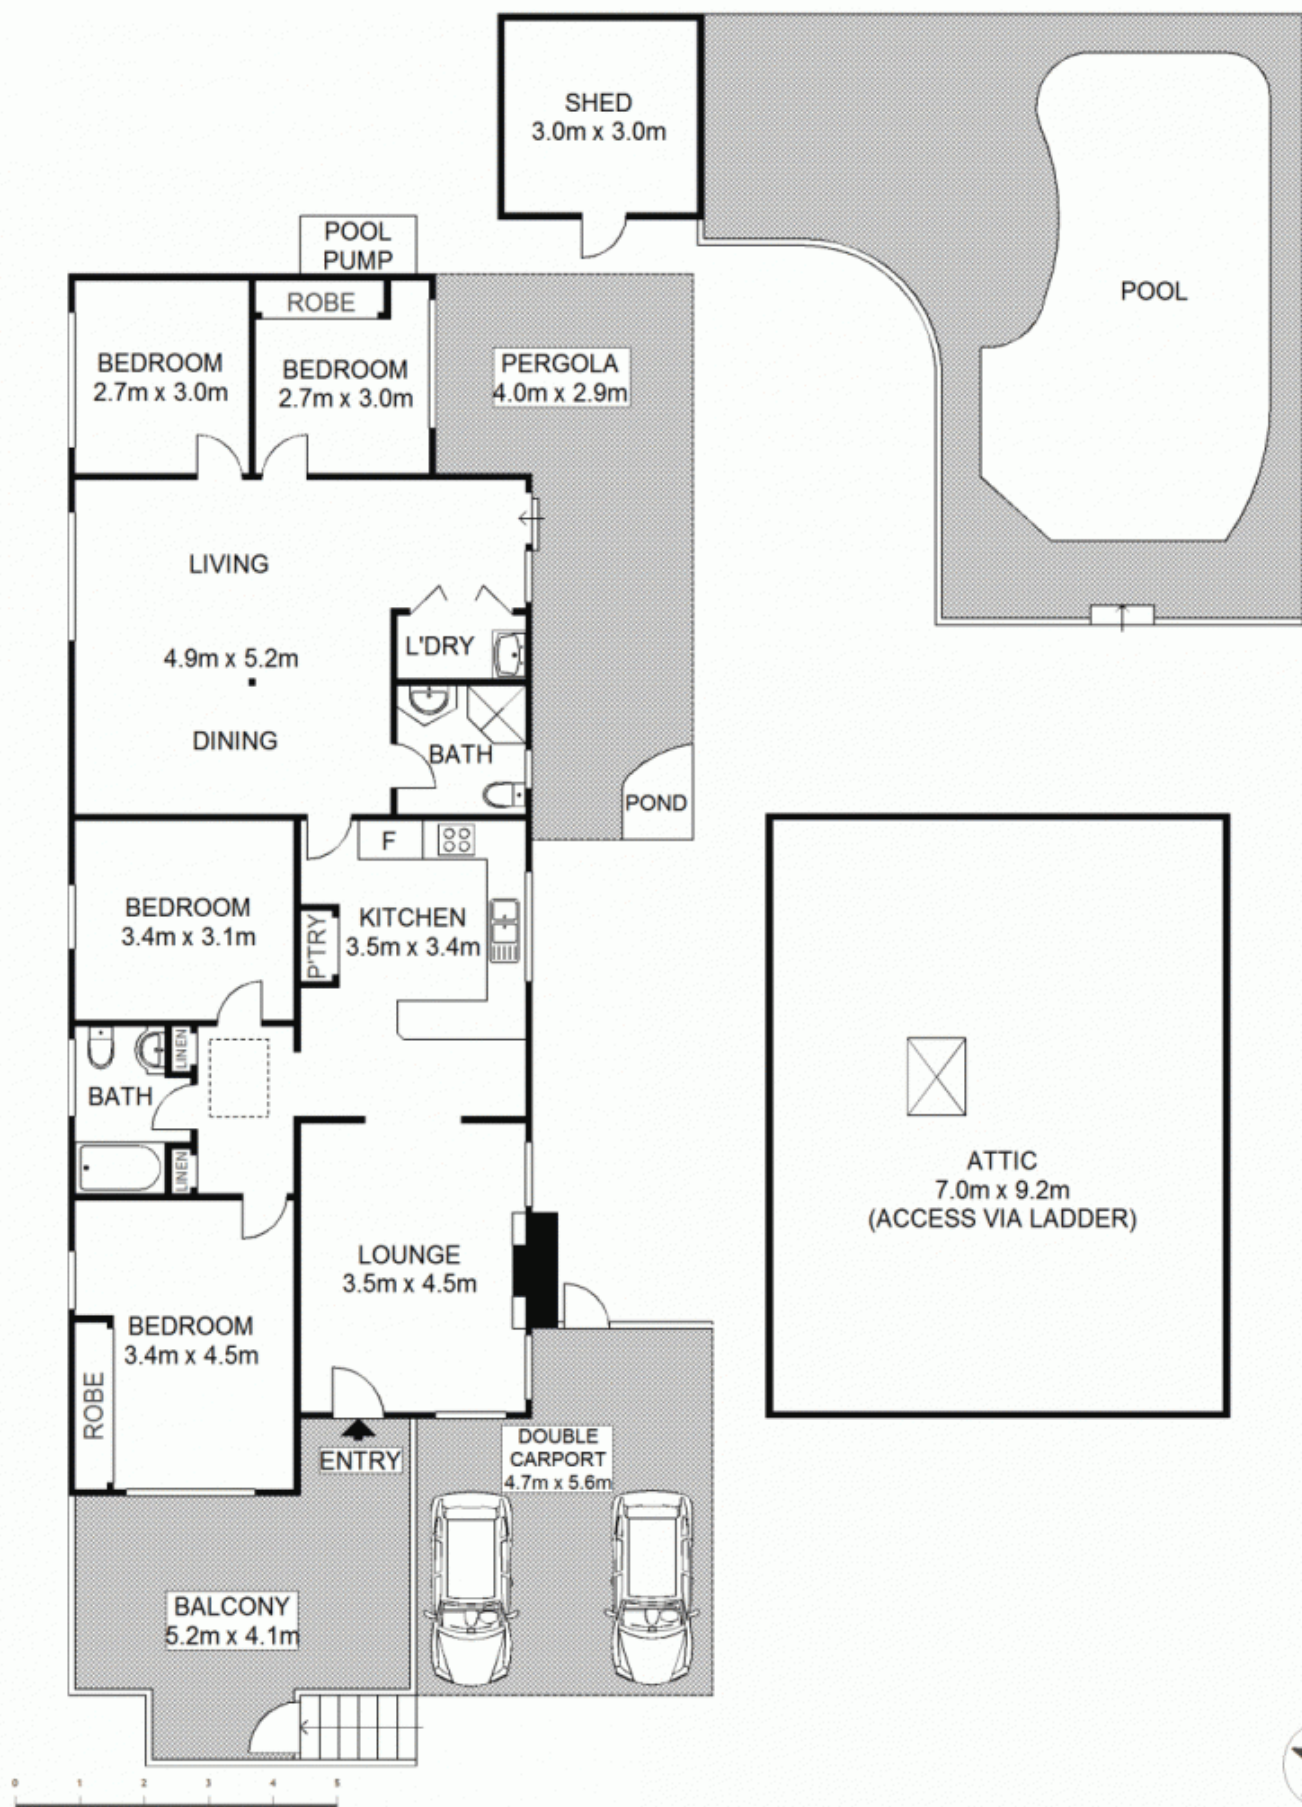 SHED
3.0m x 3.0m
POOL
PUMP
POOL
ROBE
BEDROOM
2.7m x 3.0m
BEDROOM
2.7m x 3.0m
PERGOLA
4.0m x 2.9m
LIVING
4.9m x 5.2m
DINING
L'DRY
BATH
POND
F
BEDROOM
3.4m x 3.1m
P'TRY
KITCHEN
3.5m x 3.4m
LINEN
BATH
LINEN
ATTIC
7.0m x 9.2m
(ACCESS VIA LADDER)
LOUNGE
3.5m x 4.5m
BEDROOM
3.4m x 4.5m
ROBE
ENTRY
DOUBLE
CARPORT
4.7m x 5.6m
BALCONY
5.2m x 4.1m
0 1 2 3 4 5